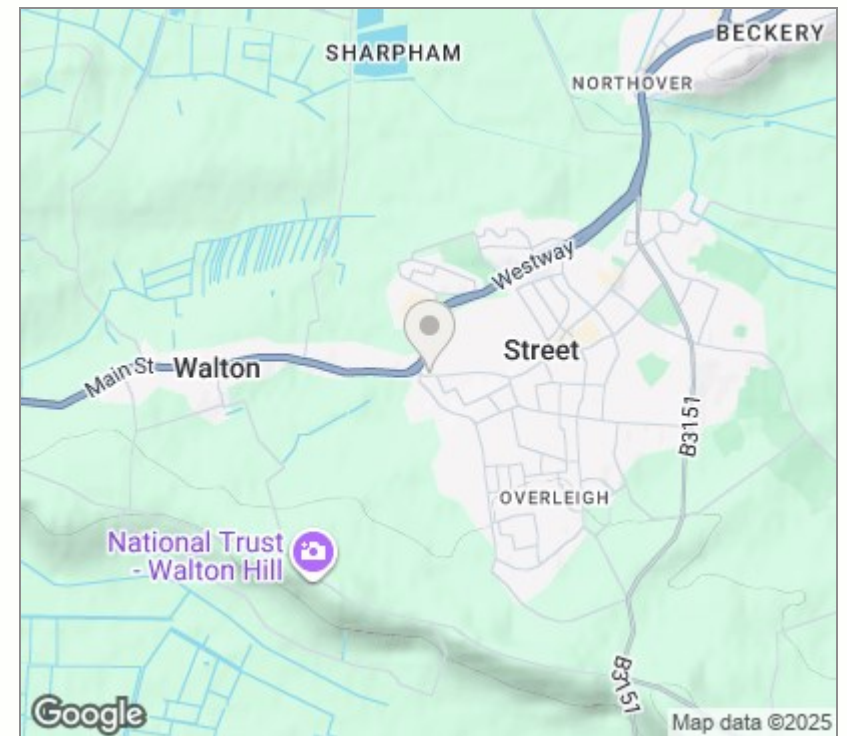 BECKERY
SHARPHAM
NORTHOVER
Westway
Street
Main St
Walton
B3151
OVERLEIGH
National Trust
- Walton Hill
B3151
Google
Map data ©2025